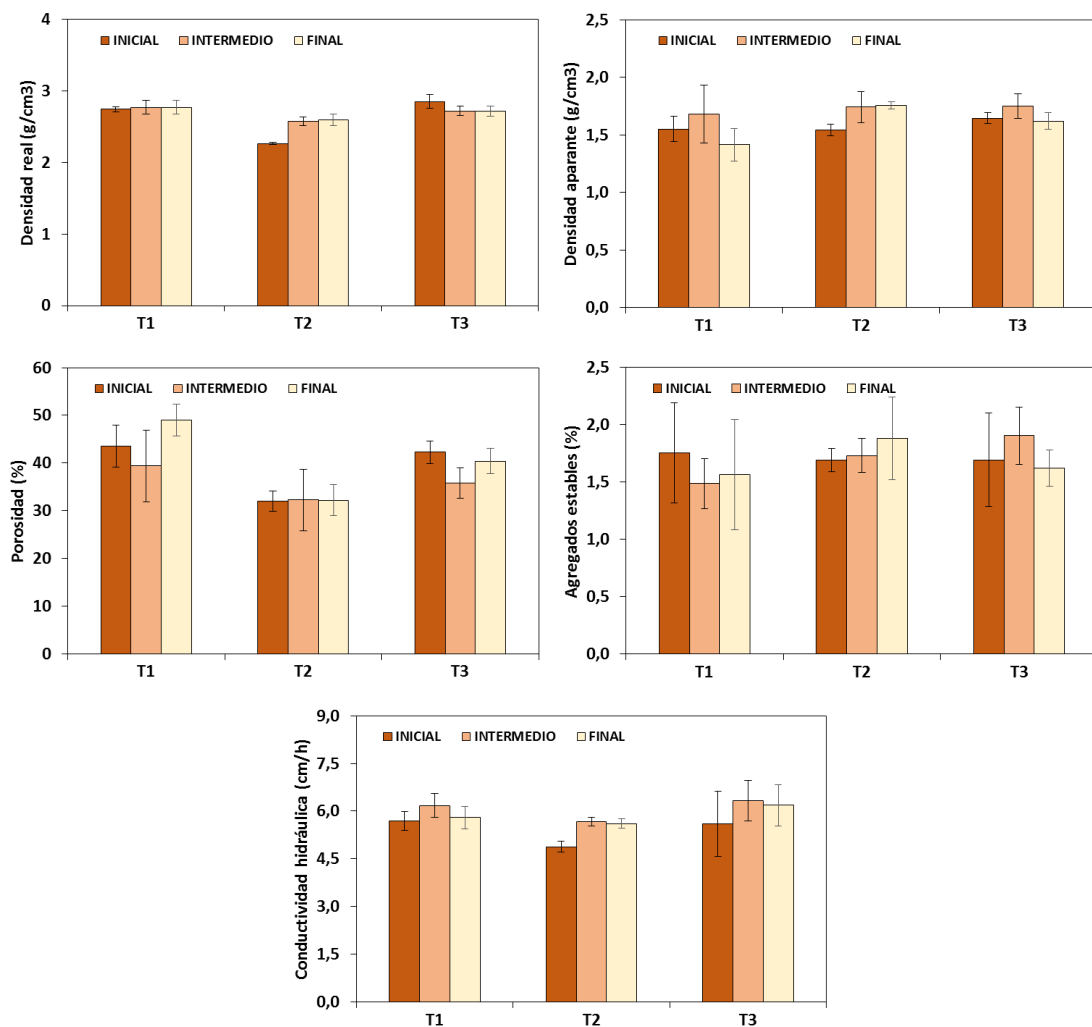 Densidad real (g/cm3)
4
3
2
1
0
INICIAL INTERMEDIO FINAL
T1 T2 T3
Densidad aparante (g/cm3)
2,5
2,0
1,5
1,0
0,5
0,0
INICIAL INTERMEDIO FINAL
T1 T2 T3
Porosidad (%)
60
50
40
30
20
10
0
INICIAL INTERMEDIO FINAL
T1 T2 T3
Agregados estables (%)
2,5
2,0
1,5
1,0
0,5
0,0
INICIAL INTERMEDIO FINAL
T1 T2 T3
Conductividad hidráulica (cm/h)
9,0
7,5
6,0
4,5
3,0
1,5
0,0
INICIAL INTERMEDIO FINAL
T1 T2 T3